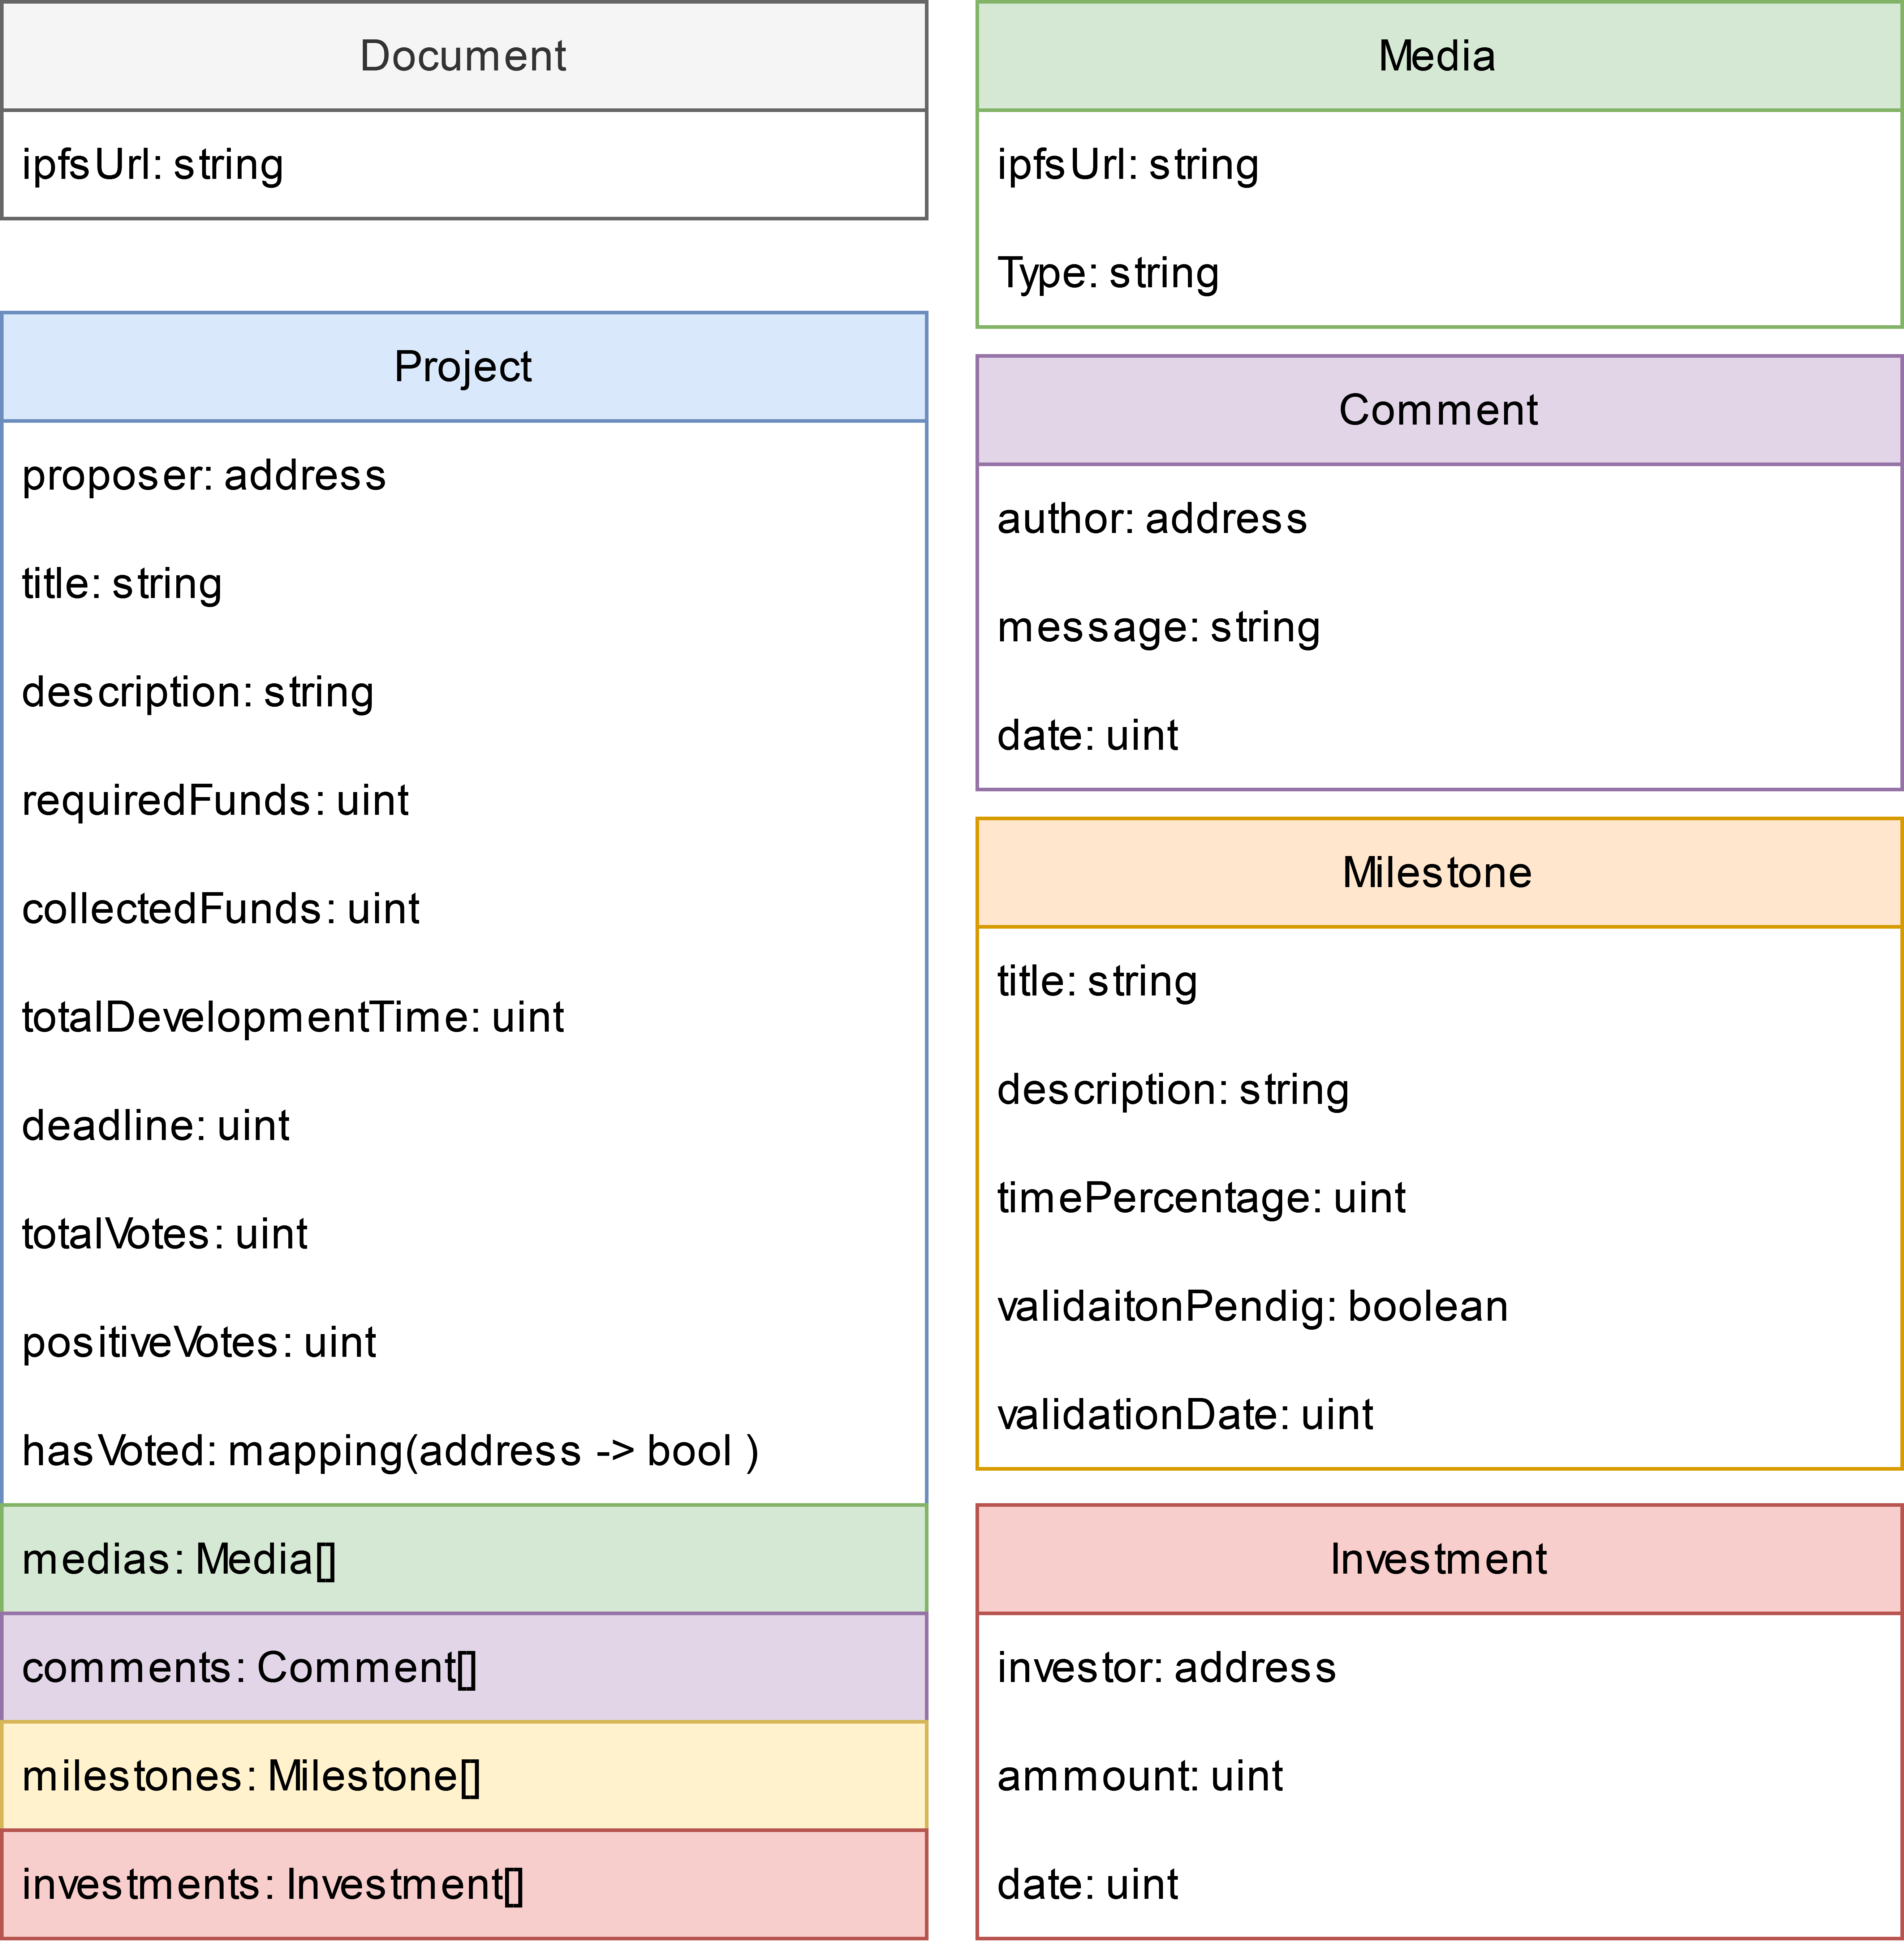 Document
ipfsUrl: string
Project
proposer: address
title: string
description: string
requiredFunds: uint
collectedFunds: uint
totalDevelopmentTime: uint
deadline: uint
totalVotes: uint
positiveVotes: uint
hasVoted: mapping(address -> bool )
medias: Media[]
comments: Comment[]
milestones: Milestone[]
investments: Investment[]
Media
ipfsUrl: string
Type: string
Comment
author: address
message: string
date: uint
Milestone
title: string
description: string
timePercentage: uint
validaitonPendig: boolean
validationDate: uint
Investment
investor: address
ammount: uint
date: uint